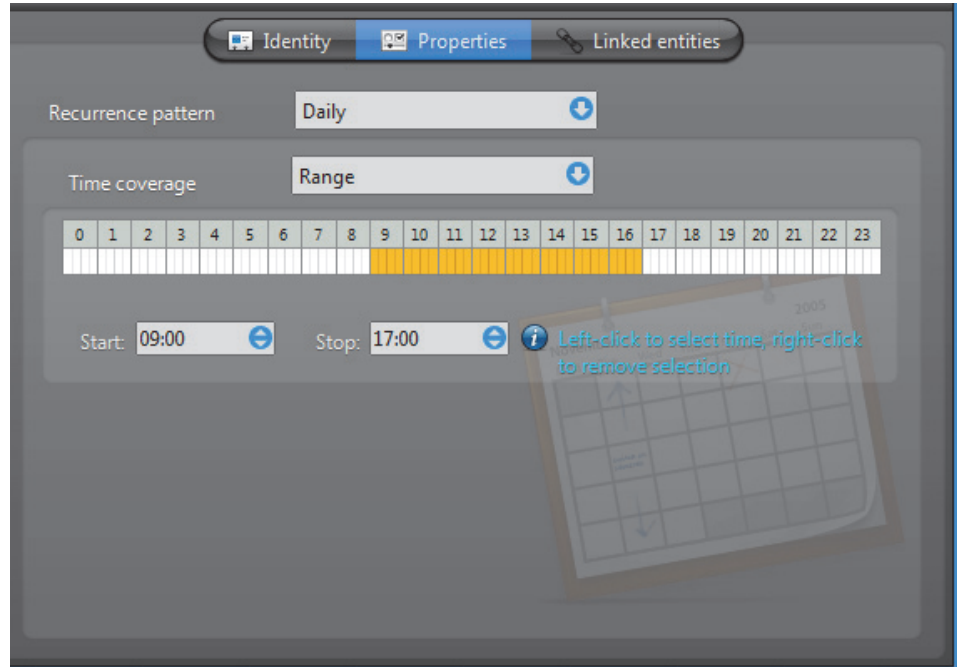 Identity Properties Linked entities
Recurrence pattern Daily
Time coverage Range
0 1 2 3 4 5 6 7 8 9 10 11 12 13 14 15 16 17 18 19 20 21 22 23
2005
Start: 09:00 Stop: 17:00 Left-click to select time, right-click
to remove selection